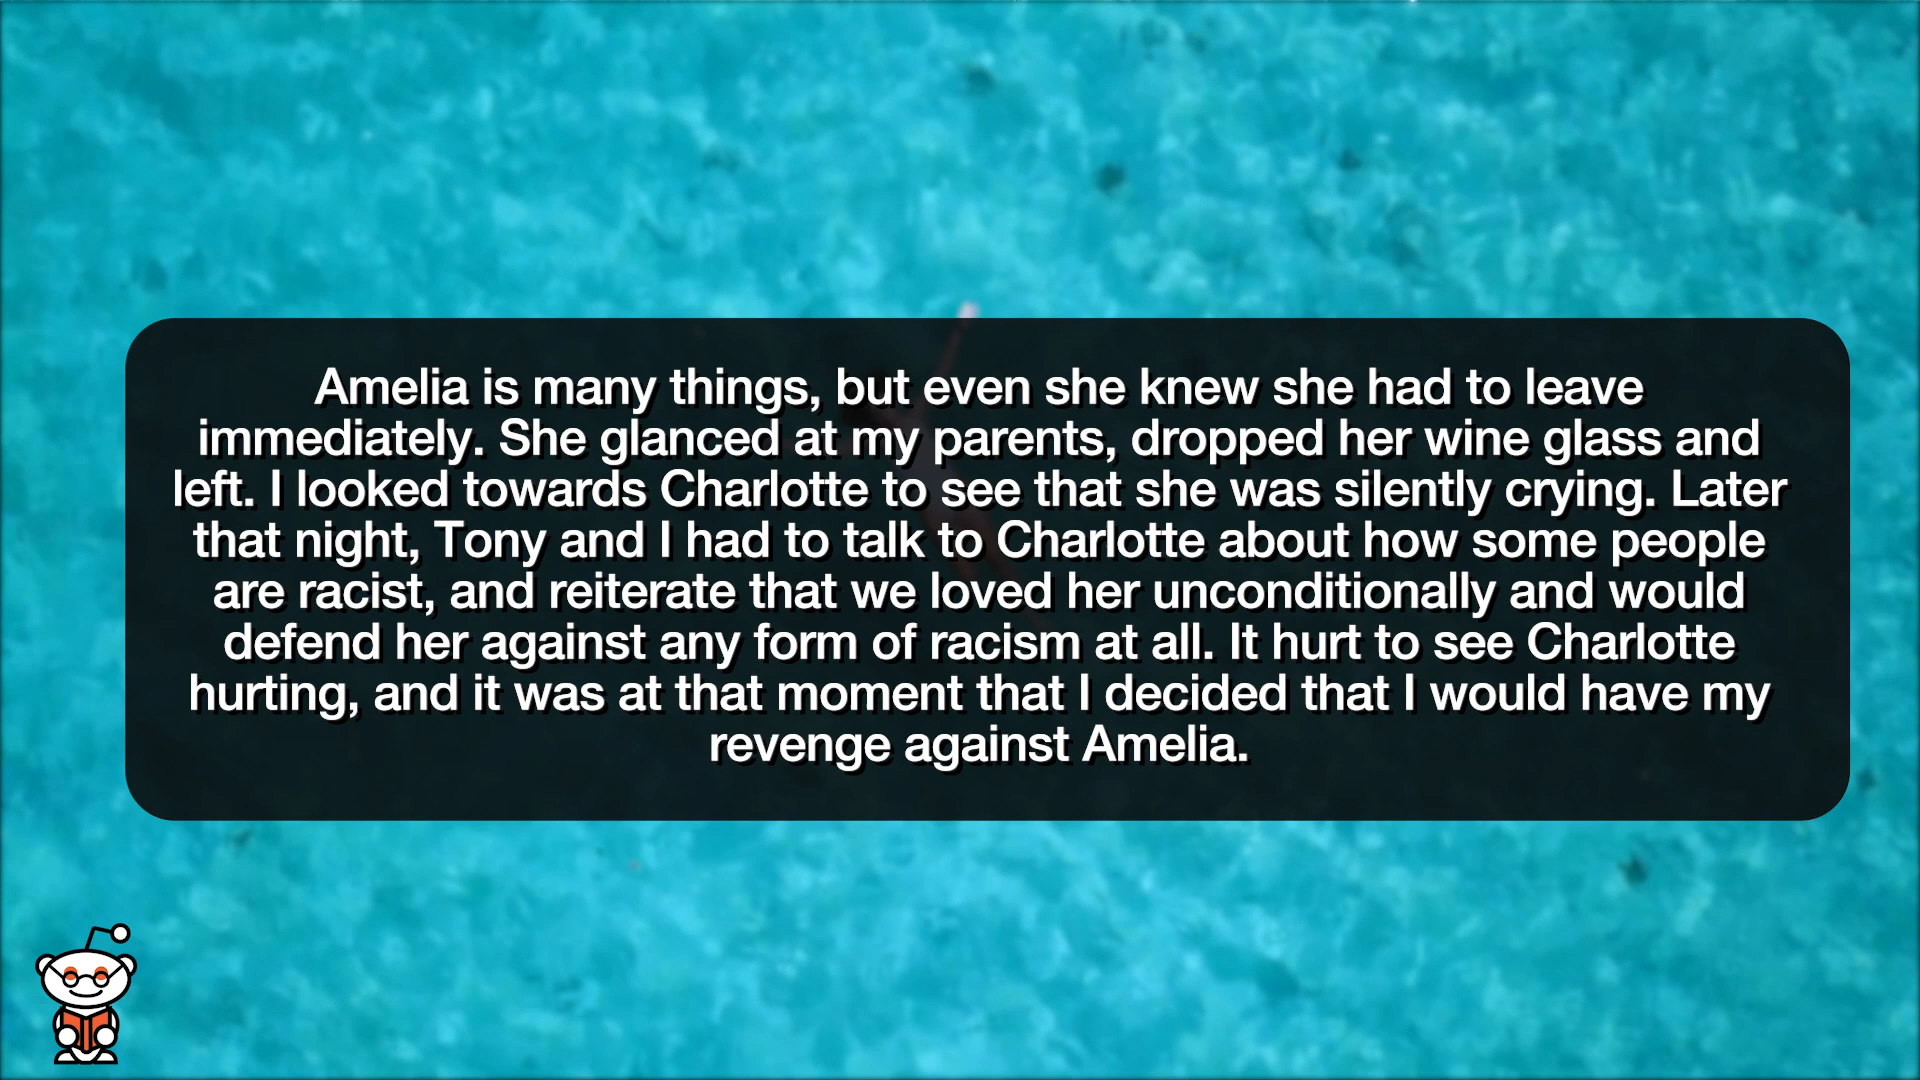 Amelia is many things, but even she knew she had to leave
immediately. She glanced at my parents, dropped her wine glass and
left. I looked towards Charlotte to see that she was silently crying. Later
that night, Tony and I had to talk to Charlotte about how some people
are racist, and reiterate that we loved her unconditionally and would
defend her against any form of racism at all. It hurt to see Charlotte
hurting, and it was at that moment that I decided that I would have my
revenge against Amelia.